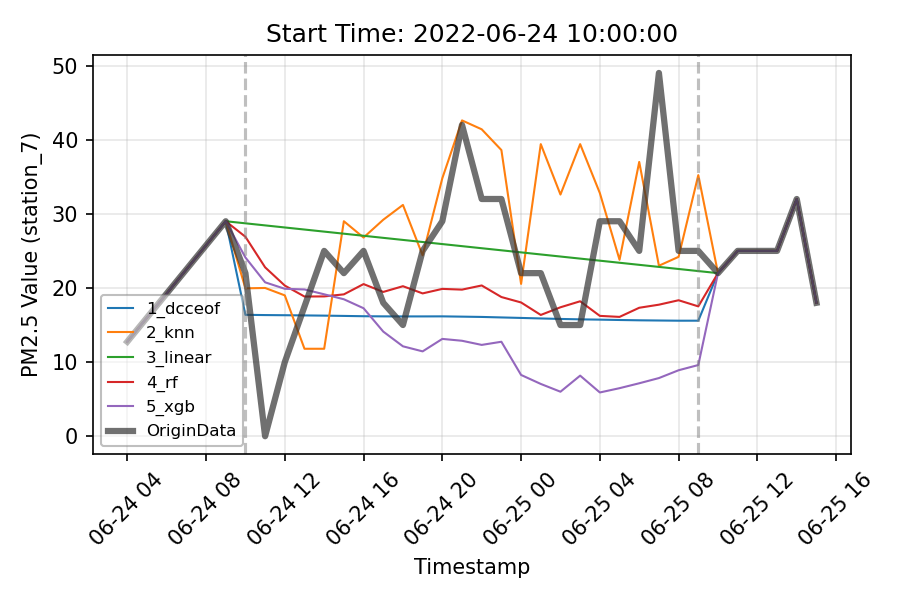 Start Time: 2022-06-24 10:00:00
PM2.5 Value (station_7)
50
40
30
20
10
0
1_dcceof
2_knn
3_linear
4_rf
5_xgb
OriginData
06-24 04
06-24 08
06-24 12
06-24 16
06-24 20
06-25 00
06-25 04
06-25 08
06-25 12
06-25 16
Timestamp